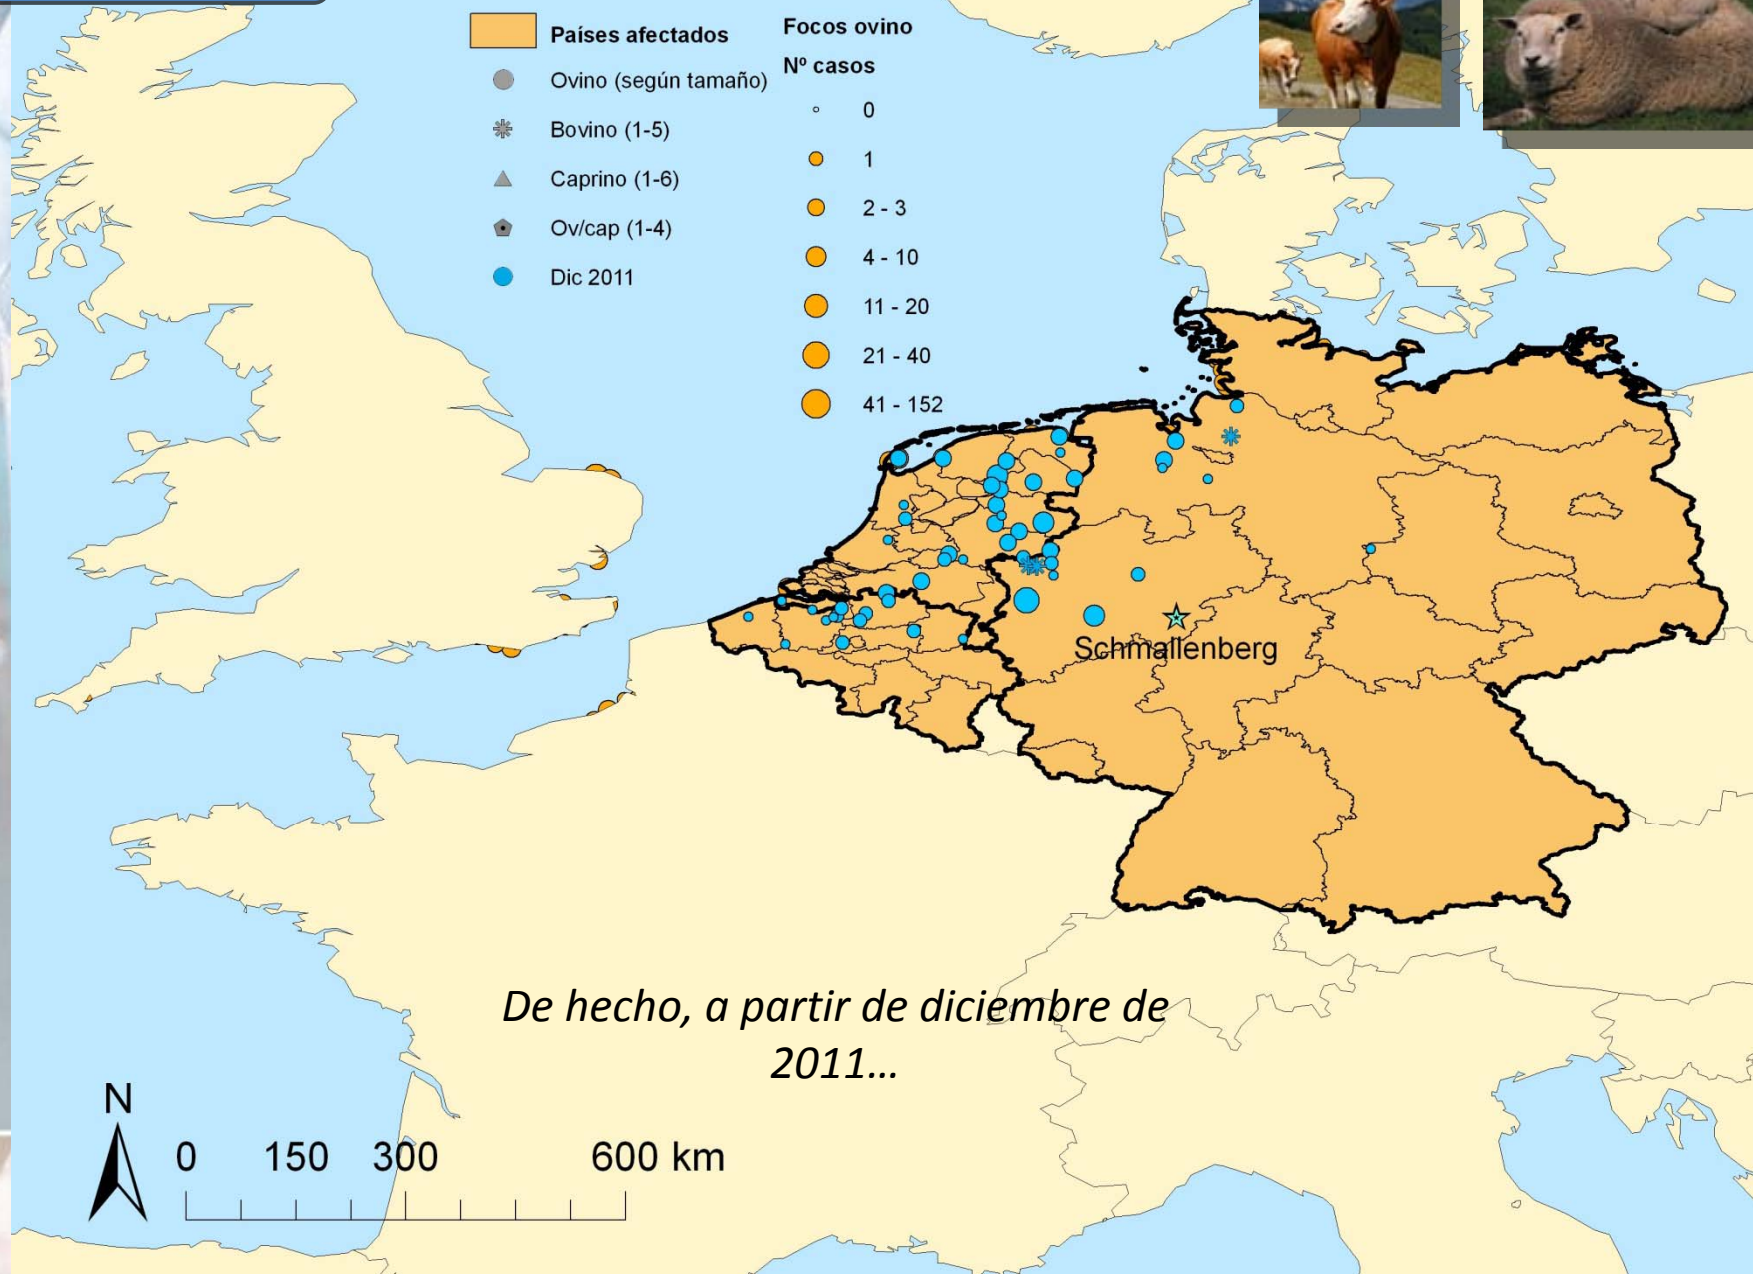 Países afectados
Ovino (según tamaño)
Bovino (1-5)
Caprino (1-6)
Ov/cap (1-4)
Dic 2011
Focos ovino
Nº casos
0
1
2 - 3
4 - 10
11 - 20
21 - 40
41 - 152
Schmallenberg
De hecho, a partir de diciembre de
2011...
N
0 150 300 600 km